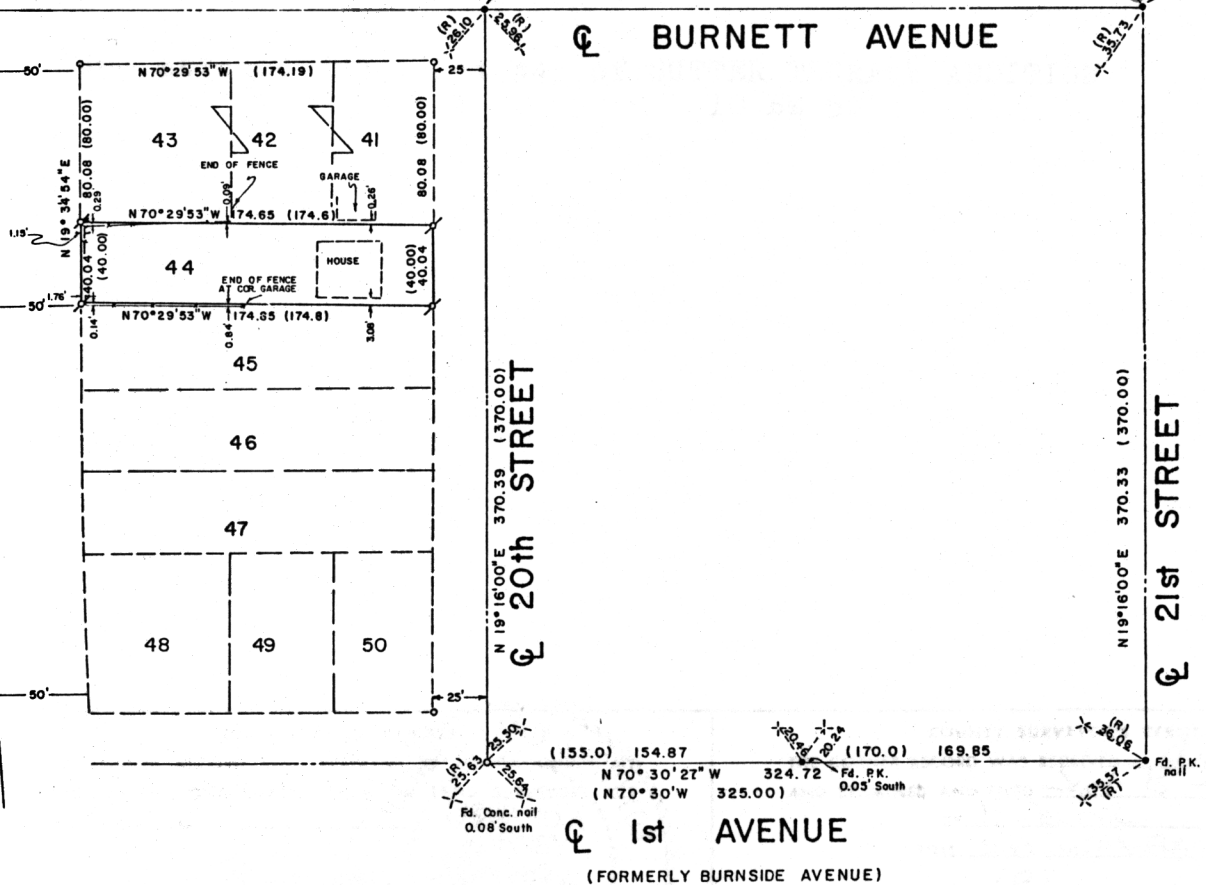 (R)
26.10
(R)
25.96
℄ BURNETT AVENUE
(R)
35.73
50'
N 70° 29' 53" W (174.19)
25
80.08 (80.00)
43
42
41
80.08 (80.00)
END OF FENCE
GARAGE
N 19° 34' 54" E
0.29
0.09'
0.26'
N 70° 29' 53" W 174.65 (174.6)
1.15'
40.04
(40.00)
44
HOUSE
(40.00)
40.04
END OF FENCE
AT COR. GARAGE
1.76'
50'
N 70° 29' 53" W 174.85 (174.8)
0.14'
0.84'
3.08'
45
46
47
48
49
50
50'
25'
N 19° 16' 00" E 370.39 (370.00)
℄ 20th STREET
N 19° 16' 00" E 370.33 (370.00)
℄ 21st STREET
25.50
(R)
25.63
25.64
Fd. Conc. nail
0.08' South
(155.0) 154.87
20.46
20.24
(170.0) 169.85
(R)
26.06
N 70° 30' 27" W 324.72
(N 70° 30' W 325.00)
Fd. P.K.
0.05' South
35.57
(R)
Fd. P.K.
nail
℄ 1st AVENUE
(FORMERLY BURNSIDE AVENUE)